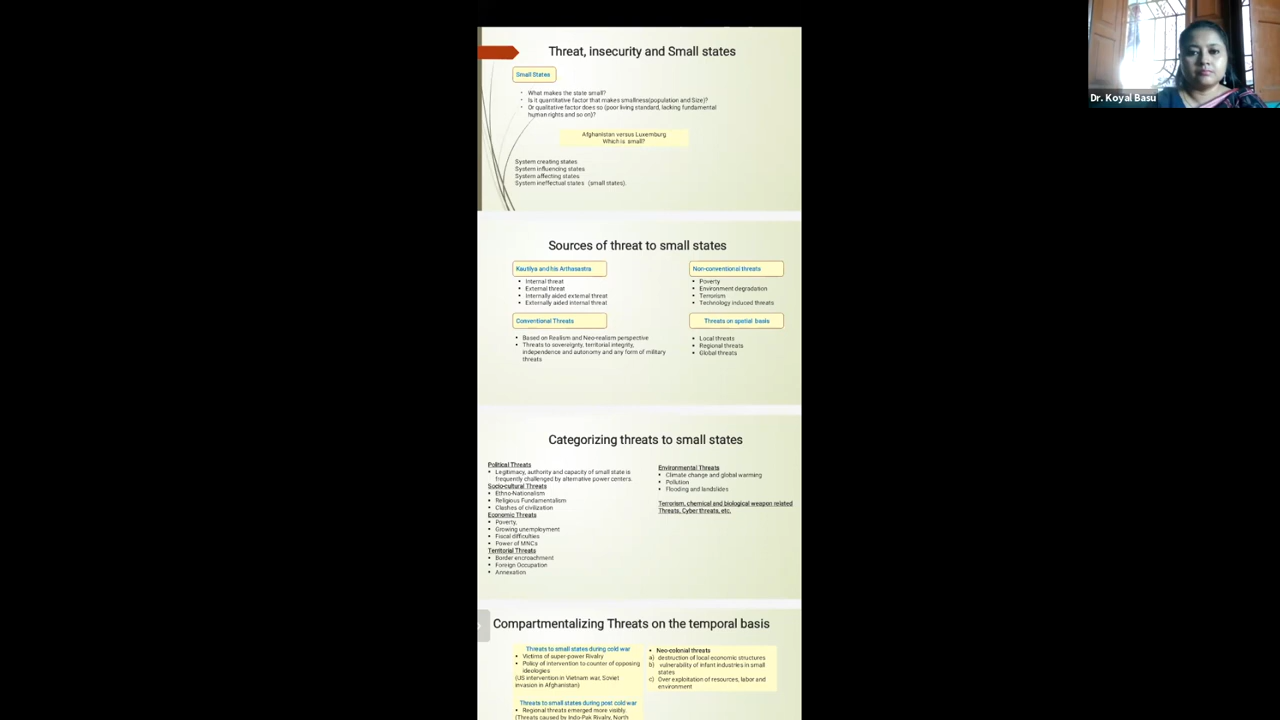 Dr. Koyal Basu
Threat, insecurity and Small states
Small States
What makes the state small?
Is it quantitative factor that makes smallness(population and Size)?
Or qualitative factor does so (poor living standard, lacking fundamental
human rights and so on)?
Afghanistan versus Luxemburg
Which is small?
System creating states
System influencing states
System affecting states
System ineffectual states (small states).
Sources of threat to small states
Kautilya and his Arthasastra
Internal threat
External threat
Internally aided external threat
Externally aided internal threat
Conventional Threats
Based on Realism and Neo-realism perspective
Threats to sovereignty, territorial integrity,
independence and autonomy and any form of military
threats
Non-conventional threats
Poverty
Environment degradation
Terrorism
Technology induced threats
Threats on spatial basis
Local threats
Regional threats
Global threats
Categorizing threats to small states
Political Threats
Legitimacy, authority and capacity of small state is
frequently challenged by alternative power centers.
Socio-cultural Threats
Ethno-Nationalism
Religious Fundamentalism
Clashes of civilization
Economic Threats
Poverty,
Growing unemployment
Fiscal difficulties
Power of MNCs
Territorial Threats
Border encroachment
Foreign Occupation
Annexation
Environmental Threats
Climate change and global warming
Pollution
Flooding and landslides
Terrorism, chemical and biological weapon related
Threats, Cyber threats, etc.
Compartmentalizing Threats on the temporal basis
Threats to small states during cold war
Victims of super-power Rivalry
Policy of intervention to counter of opposing
ideologies
(US intervention in Vietnam war, Soviet
invasion in Afghanistan)
Threats to small states during post cold war
Regional threats emerged more visibly.
(Threats caused by Indo-Pak Rivalry, North
Neo-colonial threats
a) destruction of local economic structures
b) vulnerability of infant industries in small
states
c) Over exploitation of resources, labor and
environment